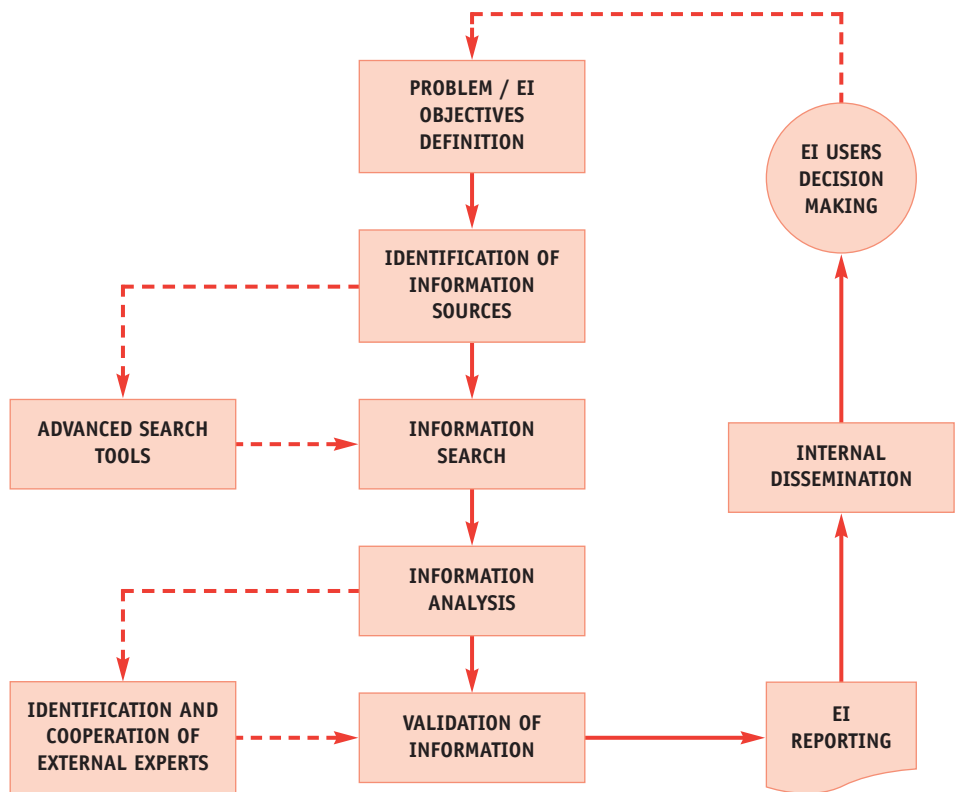 PROBLEM / EI
OBJECTIVES
DEFINITION
EI USERS
DECISION
MAKING
IDENTIFICATION OF
INFORMATION
SOURCES
ADVANCED SEARCH
TOOLS
INFORMATION
SEARCH
INTERNAL
DISSEMINATION
INFORMATION
ANALYSIS
IDENTIFICATION AND
COOPERATION OF
EXTERNAL EXPERTS
VALIDATION OF
INFORMATION
EI
REPORTING